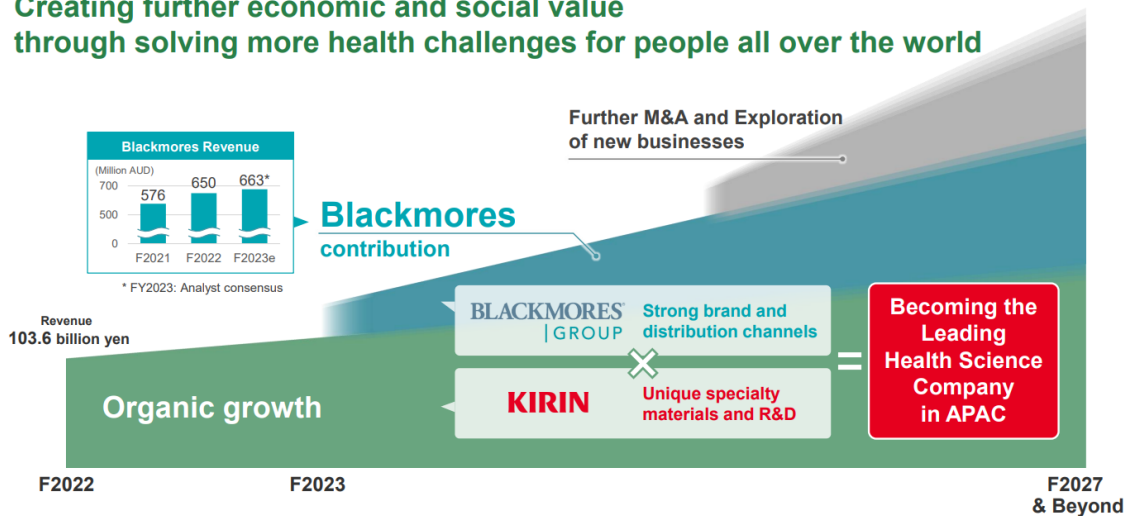 Creating further economic and social value
through solving more health challenges for people all over the world
Further M&A and Exploration
of new businesses
Blackmores Revenue
(Million AUD)
700
500
0
576
650
663*
F2021
F2022
F2023e
* FY2023: Analyst consensus
Blackmores
contribution
Revenue
103.6 billion yen
Organic growth
BLACKMORES®
|GROUP
Strong brand and
distribution channels
×
KIRIN
Unique specialty
materials and R&D
=
Becoming the
Leading
Health Science
Company
in APAC
F2022
F2023
F2027
& Beyond